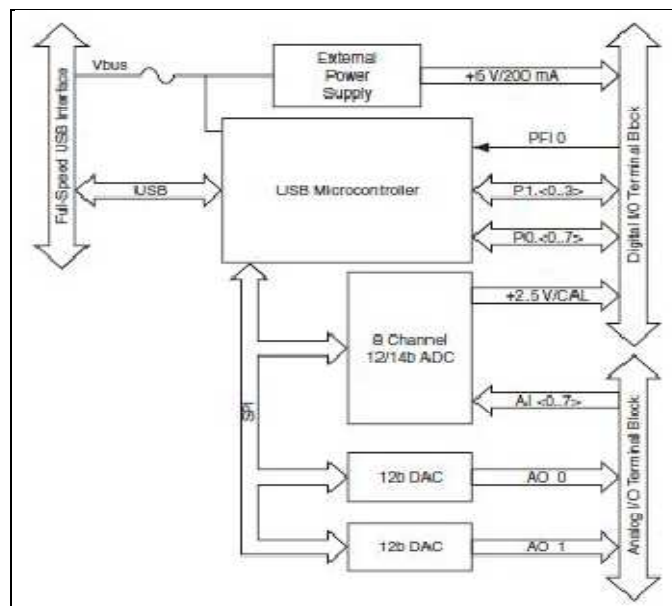 Vbus
External
Power
Supply
+5 V/200 mA
Full-Speed USB Interface
USB
USB Microcontroller
PFI 0
P1.<0..3>
P0.<0..7>
Digital I/O Terminal Block
+2.5 V/CAL
8 Channel
12/14b ADC
AI <0..7>
SPI
12b DAC
AO 0
12b DAC
AO 1
Analog I/O Terminal Block